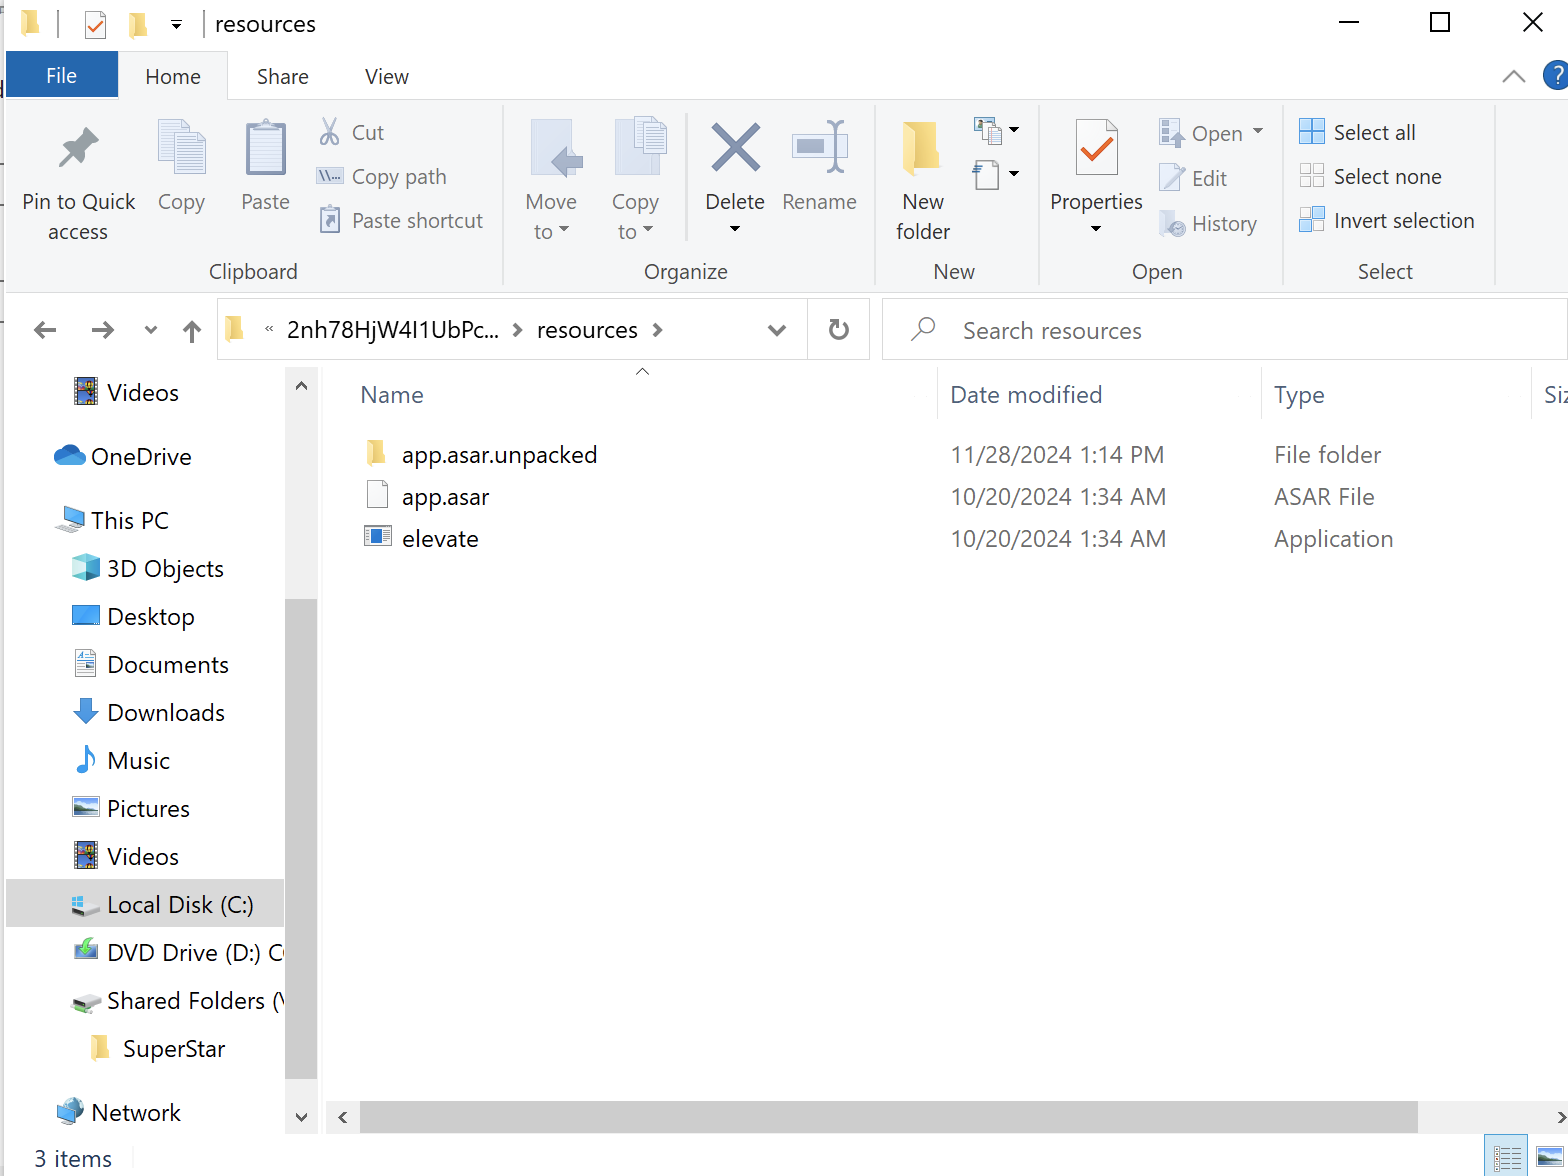 resources
File
Home
Share
View
?
Pin to Quick access
Copy
Paste
Cut
Copy path
Paste shortcut
Clipboard
Move to
Copy to
Delete
Rename
Organize
New folder
New
Properties
Open
Edit
History
Open
Select all
Select none
Invert selection
Select
« 2nh78HjW4I1UbPc... resources
Search resources
Videos
OneDrive
This PC
3D Objects
Desktop
Documents
Downloads
Music
Pictures
Videos
Local Disk (C:)
DVD Drive (D:) C
Shared Folders (
SuperStar
Network
Name Date modified Type Siz
app.asar.unpacked 11/28/2024 1:14 PM File folder
app.asar 10/20/2024 1:34 AM ASAR File
elevate 10/20/2024 1:34 AM Application
3 items